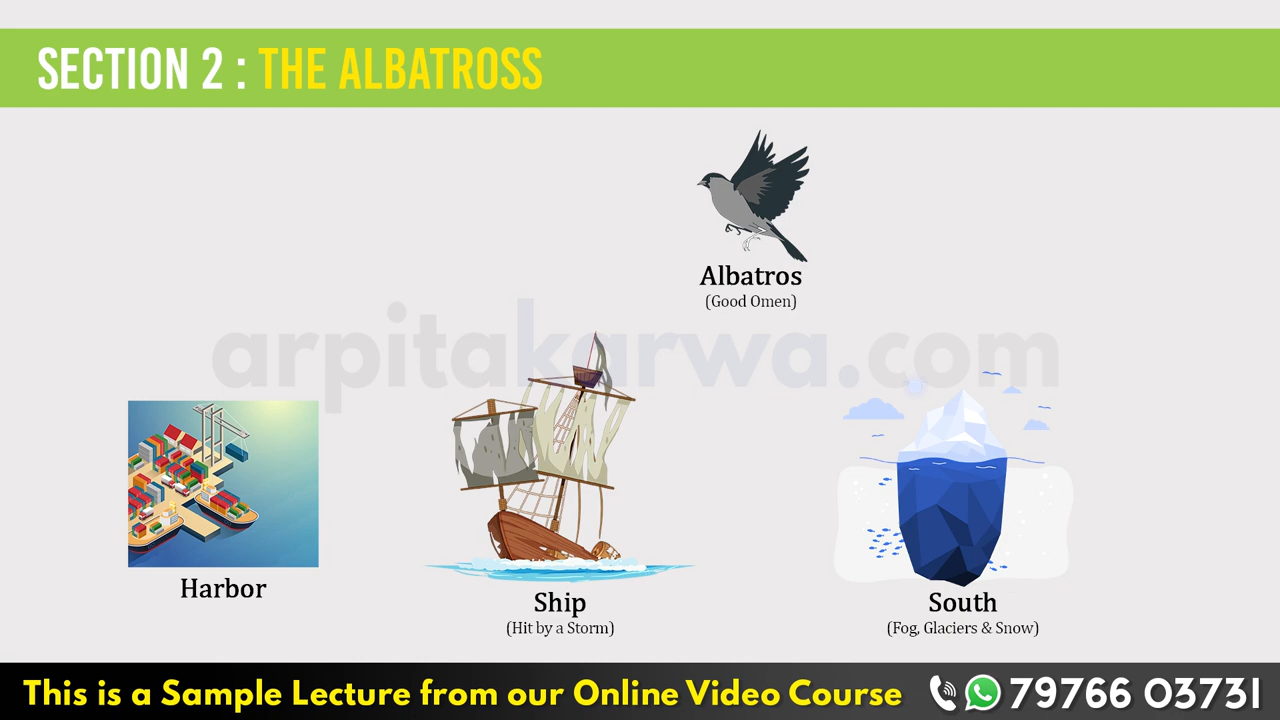 SECTION 2 : THE ALBATROSS
Albatros
(Good Omen)
arpitakarwa.com
Harbor
Ship
(Hit by a Storm)
South
(Fog, Glaciers & Snow)
This is a Sample Lecture from our Online Video Course 79766 03731